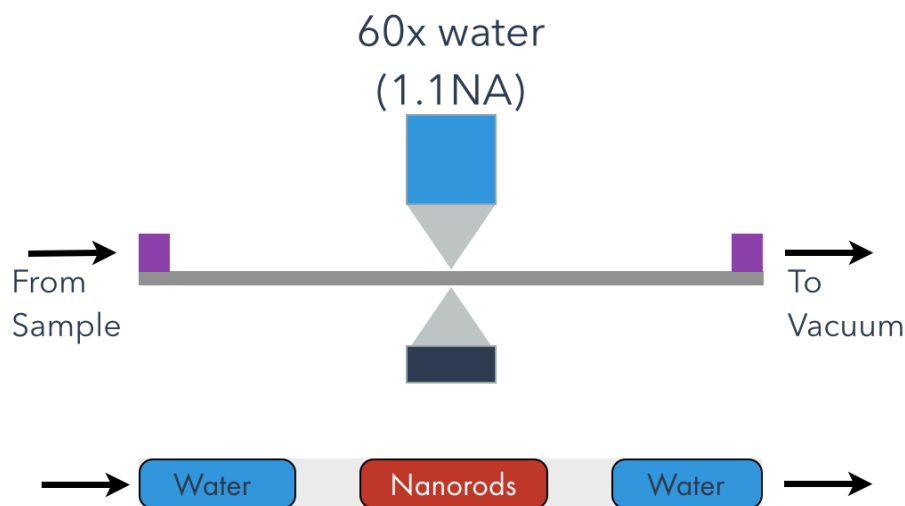 60x water
(1.1NA)
From
Sample
To
Vacuum
Water
Nanorods
Water